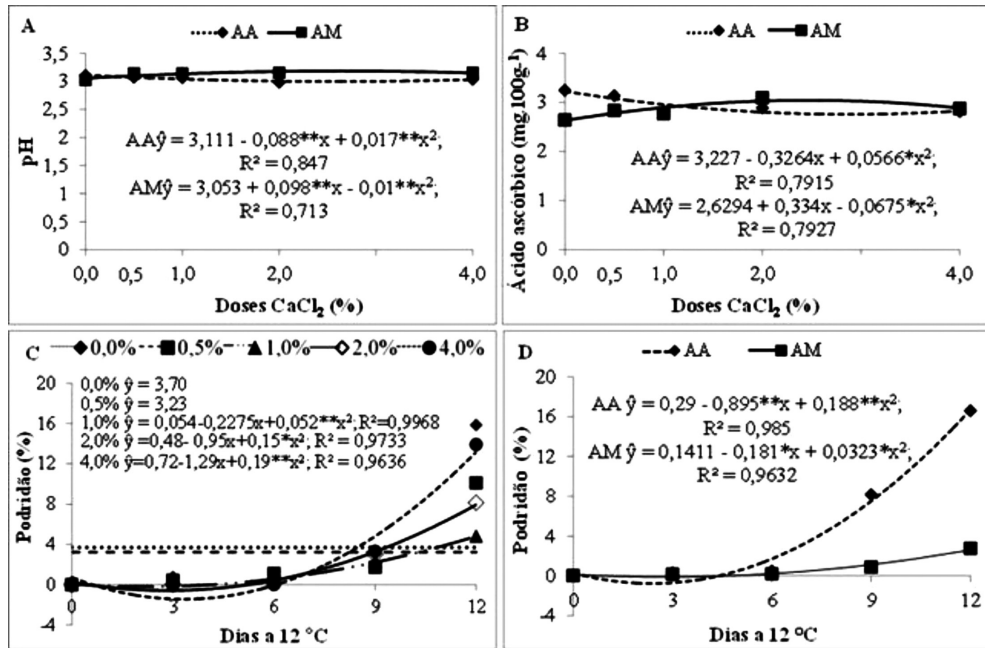 A
AA AM
3,5
3
2,5
2
1,5
1
0,5
0
pH
AAŷ = 3,111 - 0,088**x + 0,017**x²;
R² = 0,847
AMŷ = 3,053 + 0,098**x - 0,01**x²;
R² = 0,713
0,0 0,5 1,0 2,0 4,0
Doses CaCl₂ (%)
B
AA AM
4
3
2
1
0
Ácido ascórbico (mg 100g-¹)
AAŷ = 3,227 - 0,3264x + 0,0566*x²;
R² = 0,7915
AMŷ = 2,6294 + 0,334x - 0,0675*x²;
R² = 0,7927
0,0 0,5 1,0 2,0 4,0
Doses CaCl₂ (%)
C
0,0% 0,5% 1,0% 2,0% 4,0%
20
16
12
8
4
0
-4
Podridão (%)
0,0% ŷ = 3,70
0,5% ŷ = 3,23
1,0% ŷ = 0,054-0,2275x+0,052**x²; R²=0,9968
2,0% ŷ =0,48- 0,95x+0,15*x²; R² = 0,9733
4,0% ŷ=0,72-1,29x+0,19**x²; R² = 0,9636
0 3 6 9 12
Dias a 12 °C
D
AA AM
20
16
12
8
4
0
-4
Podridão (%)
AA ŷ = 0,29 - 0,895**x + 0,188**x²;
R² = 0,985
AM ŷ = 0,1411 - 0,181*x + 0,0323*x²;
R² = 0,9632
0 3 6 9 12
Dias a 12 °C